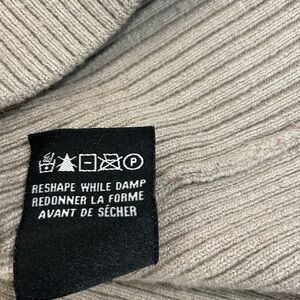 P
RESHAPE WHILE DAMP
REDONNER LA FORME
AVANT DE SÉCHER